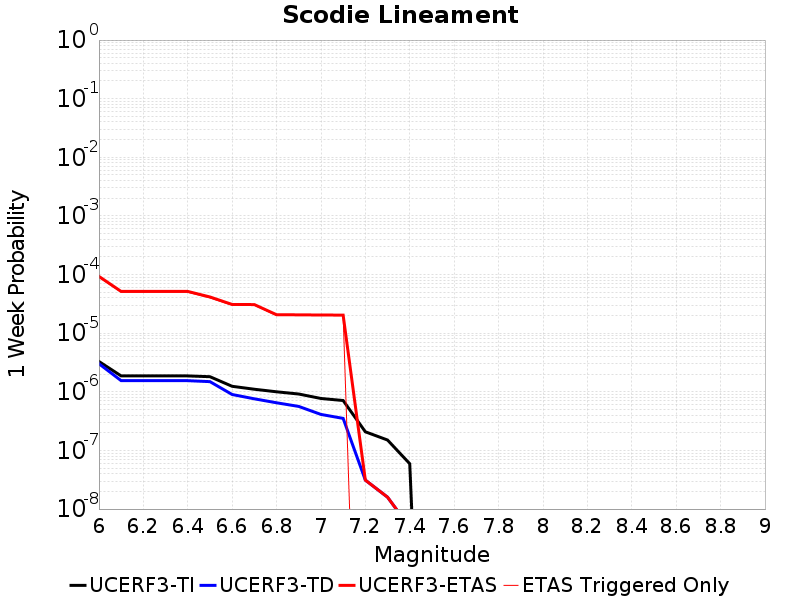 Scodie Lineament
10^0
10^-1
10^-2
10^-3
10^-4
10^-5
10^-6
10^-7
10^-8
1 Week Probability
6 6.2 6.4 6.6 6.8 7 7.2 7.4 7.6 7.8 8 8.2 8.4 8.6 8.8 9
Magnitude
UCERF3-TI UCERF3-TD UCERF3-ETAS ETAS Triggered Only